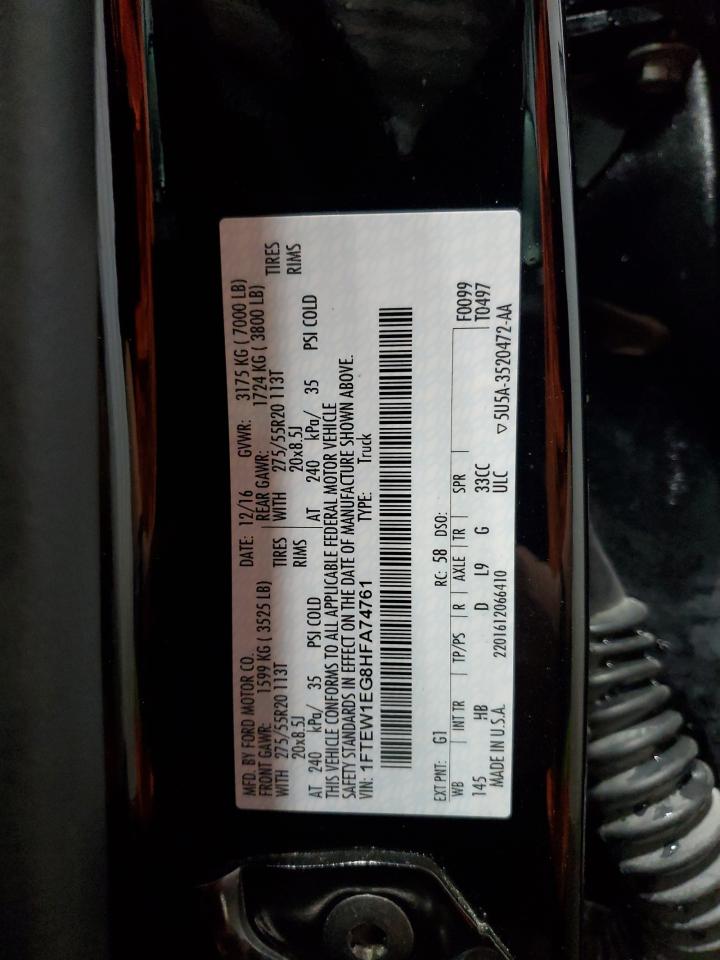 MFD. BY FORD MOTOR CO. DATE: 12/16 GVWR: 3175 KG ( 7000 LB)
FRONT GAWR: 1599 KG ( 3525 LB) REAR GAWR: 1724 KG ( 3800 LB)
WITH 275/55R20 113T TIRES WITH 275/55R20 113T TIRES
20x8.5J RIMS 20x8.5J RIMS
AT 240 kPa/ 35 PSI COLD AT 240 kPa/ 35 PSI COLD
THIS VEHICLE CONFORMS TO ALL APPLICABLE FEDERAL MOTOR VEHICLE
SAFETY STANDARDS IN EFFECT ON THE DATE OF MANUFACTURE SHOWN ABOVE.
VIN: 1FTEW1EG8HFA74761 TYPE: Truck
EXT PNT: G1 RC: 58 DSO: F0099
WB INT TR TP/PS R AXLE TR SPR T0497
145 HB D L9 G 33CC
MADE IN U.S.A. 2201612066410 ULC ▽5U5A-3520472-AA